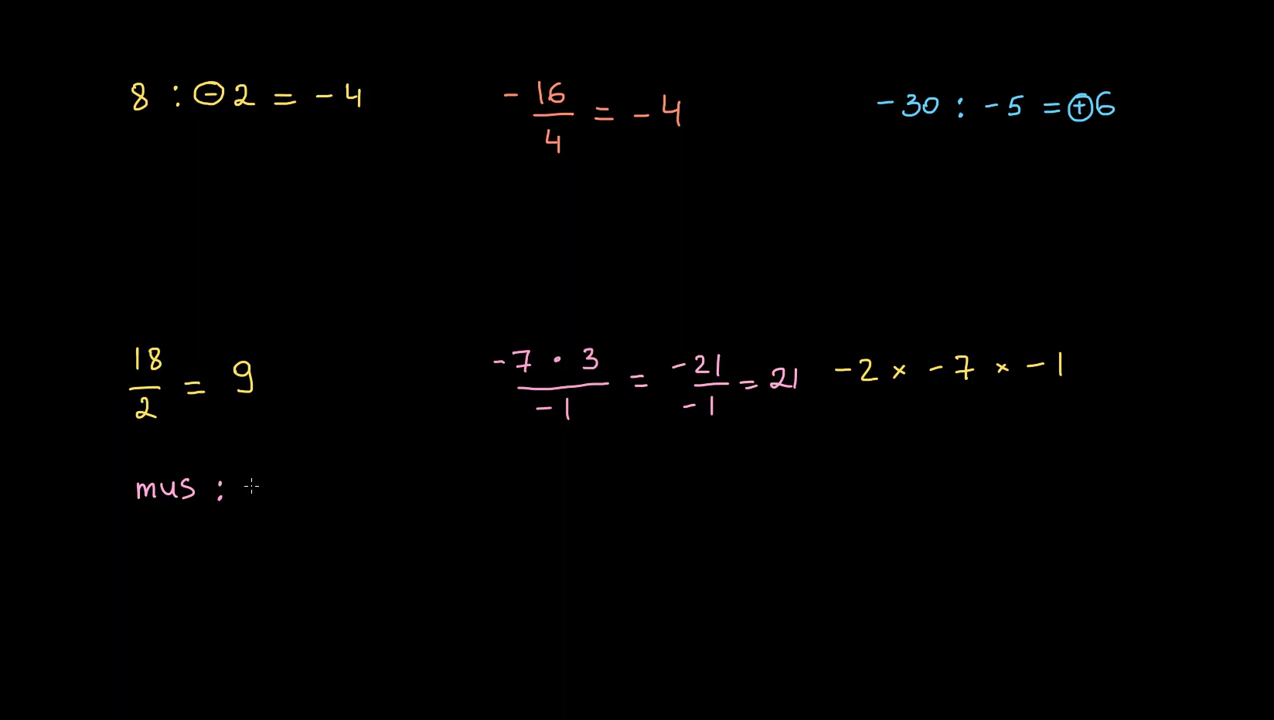 8 : -2 = -4
-16/4 = -4
-30 : -5 = +6
18/2 = 9
-7 · 3/-1 = -21/-1 = 21
-2 × -7 × -1
mus :